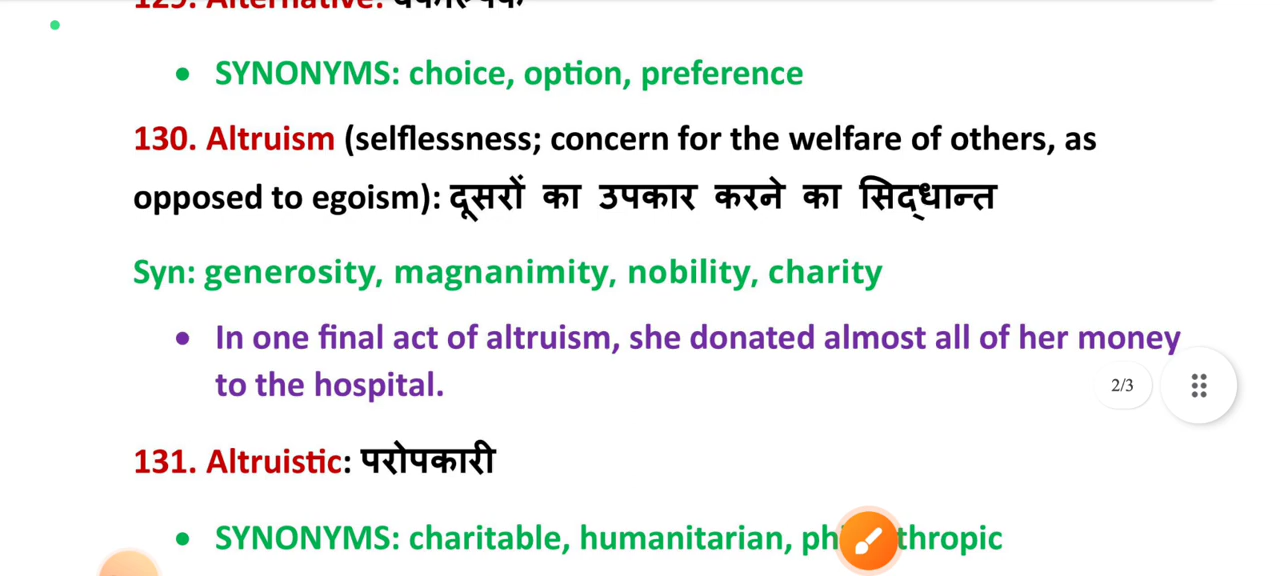 129. Alternative:
• SYNONYMS: choice, option, preference
130. Altruism (selflessness; concern for the welfare of others, as
opposed to egoism): दूसरों का उपकार करने का सिद्धान्त
Syn: generosity, magnanimity, nobility, charity
• In one final act of altruism, she donated almost all of her money
to the hospital.
2/3
131. Altruistic: परोपकारी
• SYNONYMS: charitable, humanitarian,